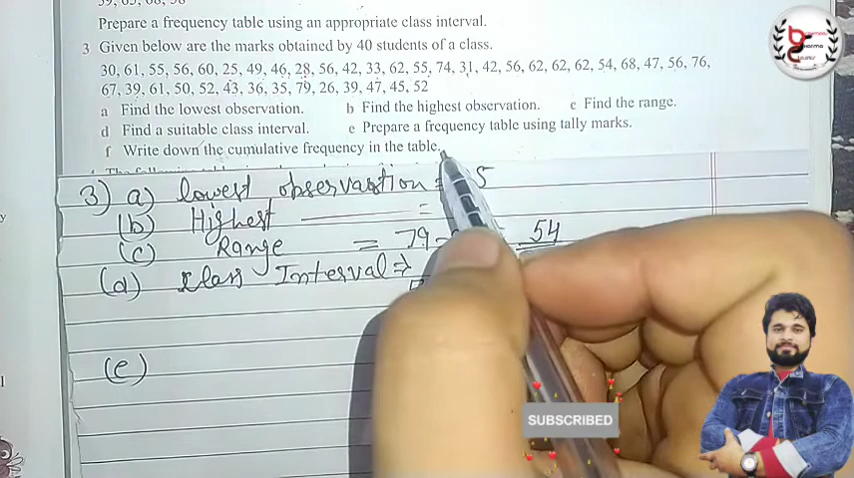 Prepare a frequency table using an appropriate class interval.
3 Given below are the marks obtained by 40 students of a class.
30, 61, 55, 56, 60, 25, 49, 46, 28, 56, 42, 33, 62, 55, 74, 31, 42, 56, 62, 62, 62, 54, 68, 47, 56, 76,
67, 39, 61, 50, 52, 43, 36, 35, 79, 26, 39, 47, 45, 52
a Find the lowest observation. b Find the highest observation. c Find the range.
d Find a suitable class interval. e Prepare a frequency table using tally marks.
f Write down the cumulative frequency in the table.
3) a) lowest observation = 5
(b) Highest =
(c) Range = 79 - 54
(d) Class Interval ⇒
(e)
SUBSCRIBED